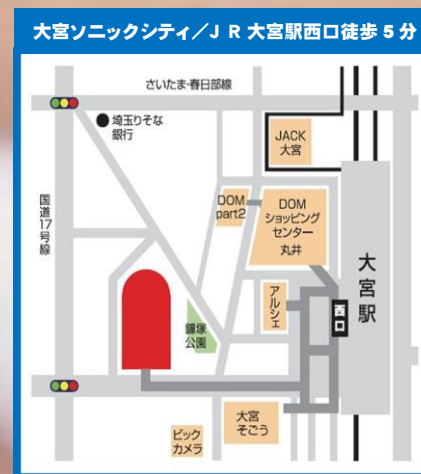 大宮ソニックシティ／ＪＲ大宮駅西口徒歩５分
さいたま・春日部線
埼玉りそな
銀行
JACK
大宮
国道17号線
DOM
part2
DOM
ショッピング
センター
丸井
大宮駅
西口
アルシェ
鐘塚
公園
大宮
そごう
ビック
カメラ